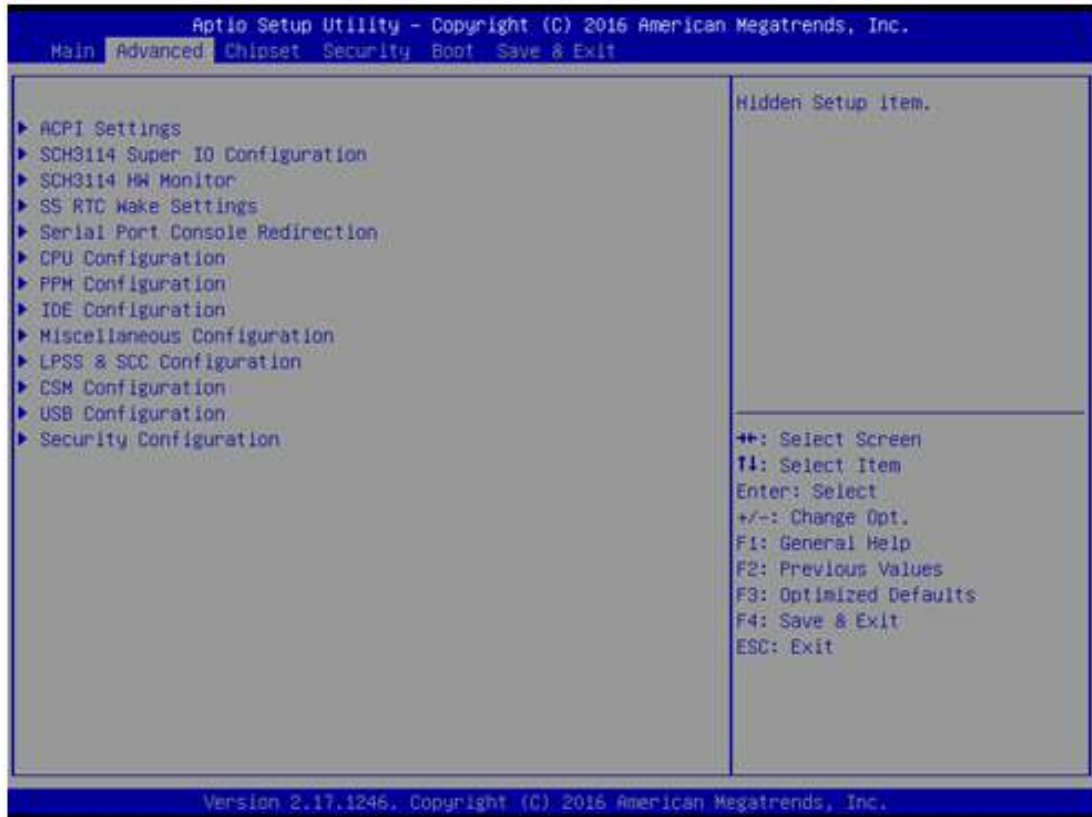 Aptio Setup Utility – Copyright (C) 2016 American Megatrends, Inc.
Main Advanced Chipset Security Boot Save & Exit
Hidden Setup item.
▶ ACPI Settings
▶ SCH3114 Super IO Configuration
▶ SCH3114 HW Monitor
▶ S5 RTC Wake Settings
▶ Serial Port Console Redirection
▶ CPU Configuration
▶ PPM Configuration
▶ IDE Configuration
▶ Miscellaneous Configuration
▶ LPSS & SCC Configuration
▶ CSM Configuration
▶ USB Configuration
▶ Security Configuration
→←: Select Screen
↑↓: Select Item
Enter: Select
+/-: Change Opt.
F1: General Help
F2: Previous Values
F3: Optimized Defaults
F4: Save & Exit
ESC: Exit
Version 2.17.1246. Copyright (C) 2016 American Megatrends, Inc.